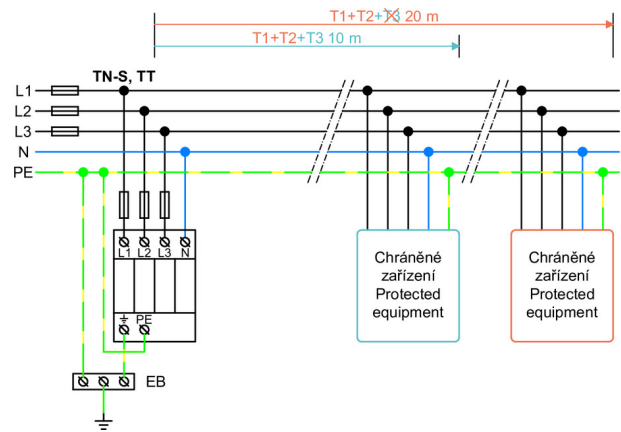 T1+T2+T3 20 m
T1+T2+T3 10 m
TN-S, TT
L1
L2
L3
N
PE
L1 L2 L3 N
⏚ PE
EB
Chráněné
zařízení
Protected
equipment
Chráněné
zařízení
Protected
equipment